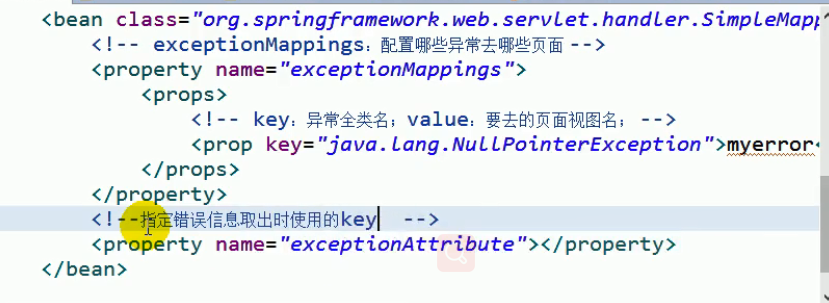 <bean class="org.springframework.web.servlet.handler.SimpleMapp
<!-- exceptionMappings：配置哪些异常去哪些页面 -->
<property name="exceptionMappings">
<props>
<!-- key：异常全类名；value：要去的页面视图名； -->
<prop key="java.lang.NullPointerException">myerror<
</props>
</property>
<!--指定错误信息取出时使用的key  -->
<property name="exceptionAttribute"></property>
</bean>